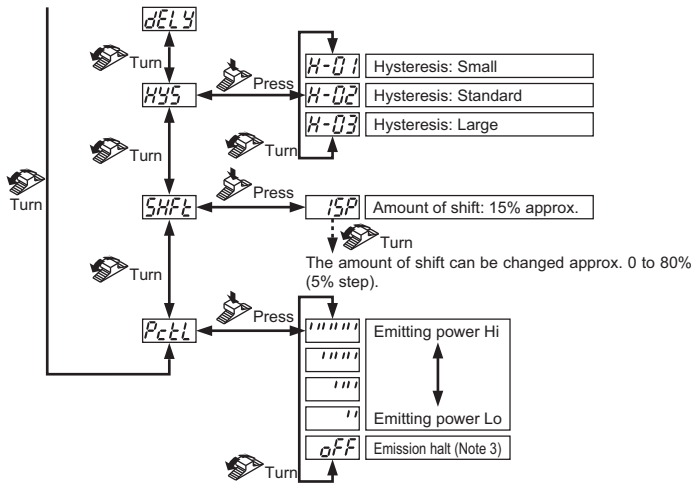 dELY
Turn
HYS
Press
H-01 Hysteresis: Small
H-02 Hysteresis: Standard
H-03 Hysteresis: Large
Turn
Turn
Turn
SHFt
Press
15P Amount of shift: 15% approx.
Turn
The amount of shift can be changed approx. 0 to 80%
(5% step).
Turn
PctL
Press
Emitting power Hi
Emitting power Lo
oFF Emission halt (Note 3)
Turn